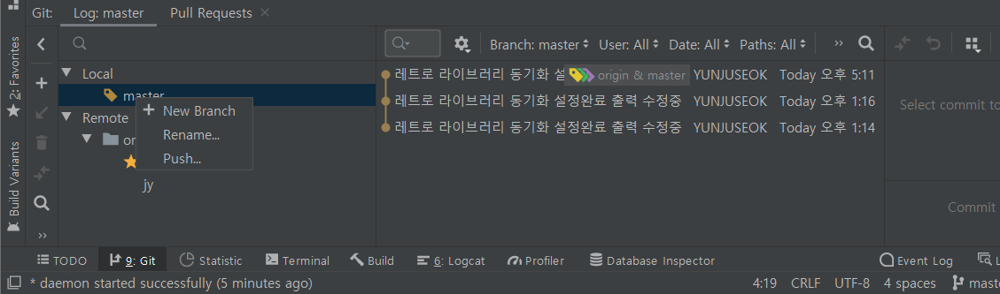 Git: Log: master Pull Requests
Branch: master User: All Date: All Paths: All
2: Favorites
Build Variants
Local
master
New Branch
Rename...
Push...
Remote
or
jy
레트로 라이브러리 동기화 설 origin & master YUNJUSEOK Today 오후 5:11
레트로 라이브러리 동기화 설정완료 출력 수정중 YUNJUSEOK Today 오후 1:16
레트로 라이브러리 동기화 설정완료 출력 수정중 YUNJUSEOK Today 오후 1:14
Select commit to
Commit
TODO 9: Git Statistic Terminal Build 6: Logcat Profiler Database Inspector Event Log L
* daemon started successfully (5 minutes ago) 4:19 CRLF UTF-8 4 spaces maste